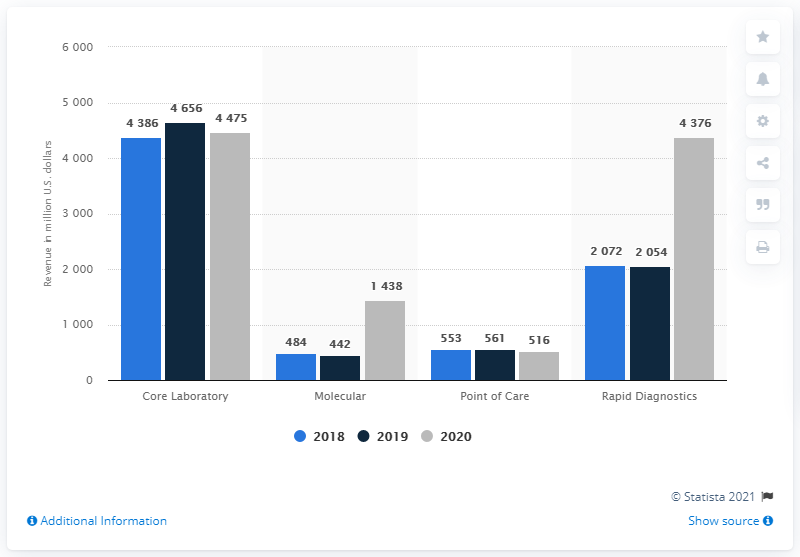 Revenue in million U.S. dollars
6 000
5 000
4 000
3 000
2 000
1 000
0
4 386
4 656
4 475
484
442
1 438
553
561
516
2 072
2 054
4 376
Core Laboratory
Molecular
Point of Care
Rapid Diagnostics
2018 2019 2020
© Statista 2021
Additional Information
Show source